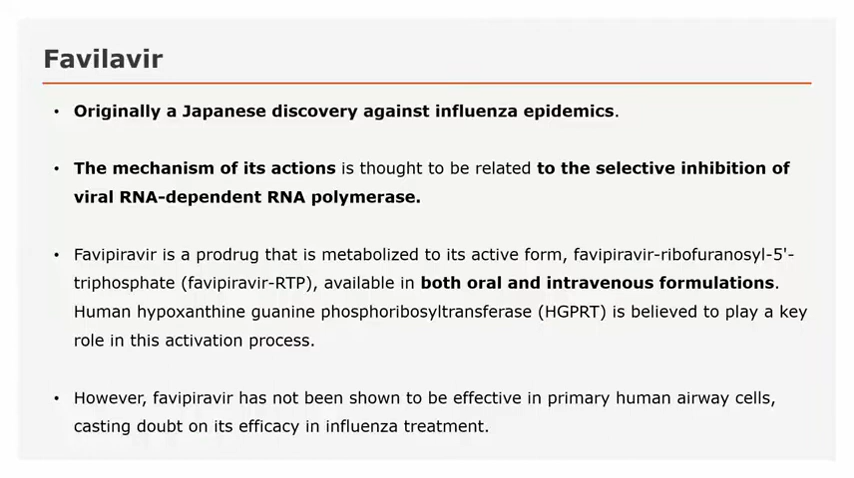 Favilavir
• Originally a Japanese discovery against influenza epidemics.
• The mechanism of its actions is thought to be related to the selective inhibition of
viral RNA-dependent RNA polymerase.
• Favipiravir is a prodrug that is metabolized to its active form, favipiravir-ribofuranosyl-5'-
triphosphate (favipiravir-RTP), available in both oral and intravenous formulations.
Human hypoxanthine guanine phosphoribosyltransferase (HGPRT) is believed to play a key
role in this activation process.
• However, favipiravir has not been shown to be effective in primary human airway cells,
casting doubt on its efficacy in influenza treatment.